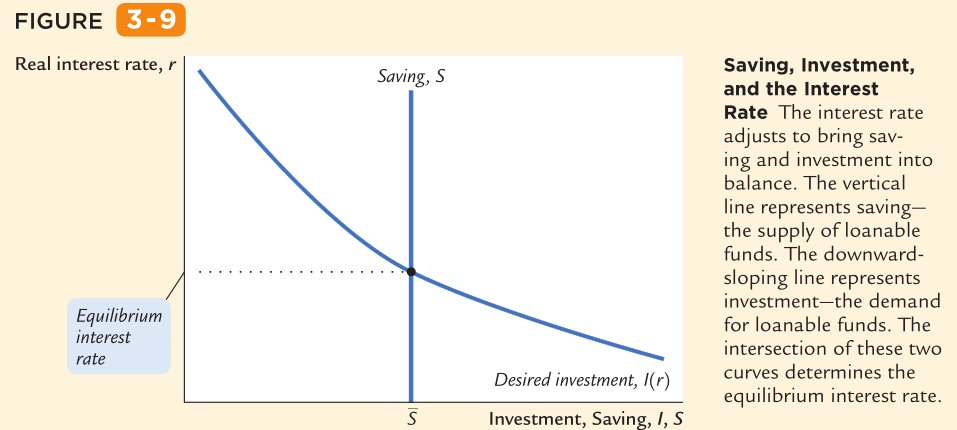 FIGURE 3-9
Real interest rate, r
Saving, S
Equilibrium
interest
rate
Desired investment, I(r)
S̅
Investment, Saving, I, S
Saving, Investment,
and the Interest
Rate The interest rate
adjusts to bring sav-
ing and investment into
balance. The vertical
line represents saving—
the supply of loanable
funds. The downward-
sloping line represents
investment—the demand
for loanable funds. The
intersection of these two
curves determines the
equilibrium interest rate.